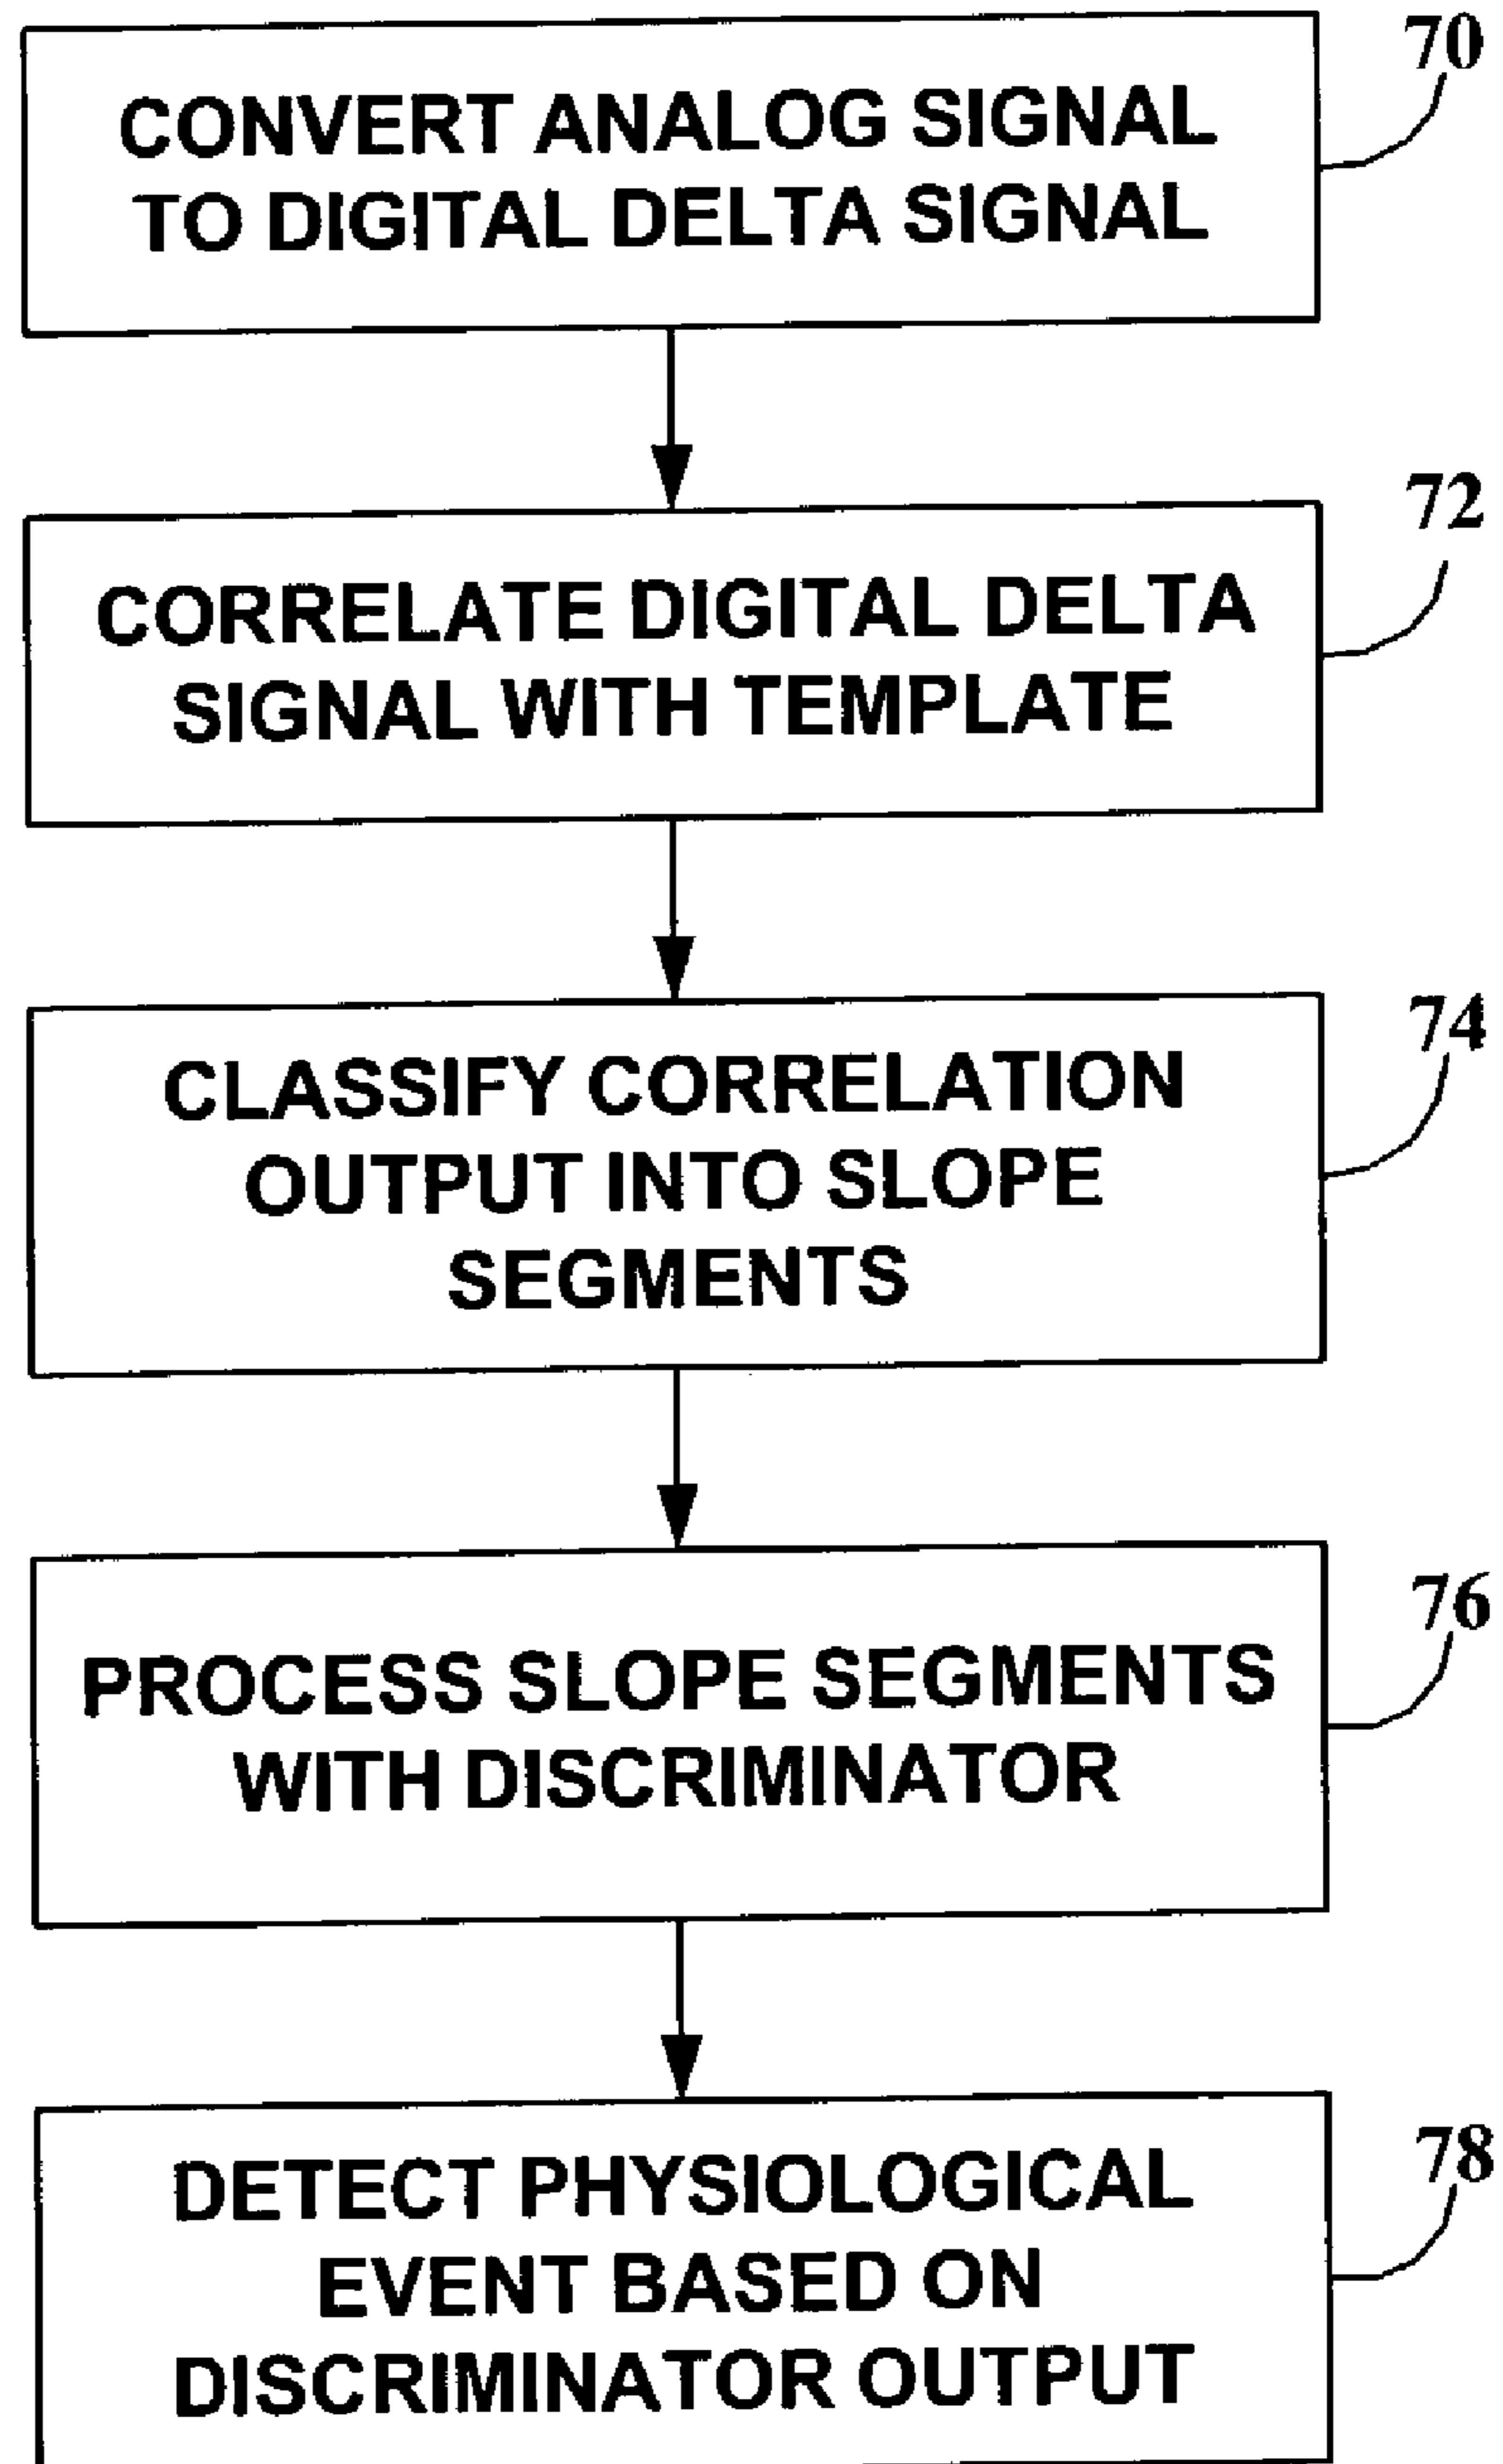 70
CONVERT ANALOG SIGNAL
TO DIGITAL DELTA SIGNAL
72
CORRELATE DIGITAL DELTA
SIGNAL WITH TEMPLATE
74
CLASSIFY CORRELATION
OUTPUT INTO SLOPE
SEGMENTS
76
PROCESS SLOPE SEGMENTS
WITH DISCRIMINATOR
78
DETECT PHYSIOLOGICAL
EVENT BASED ON
DISCRIMINATOR OUTPUT